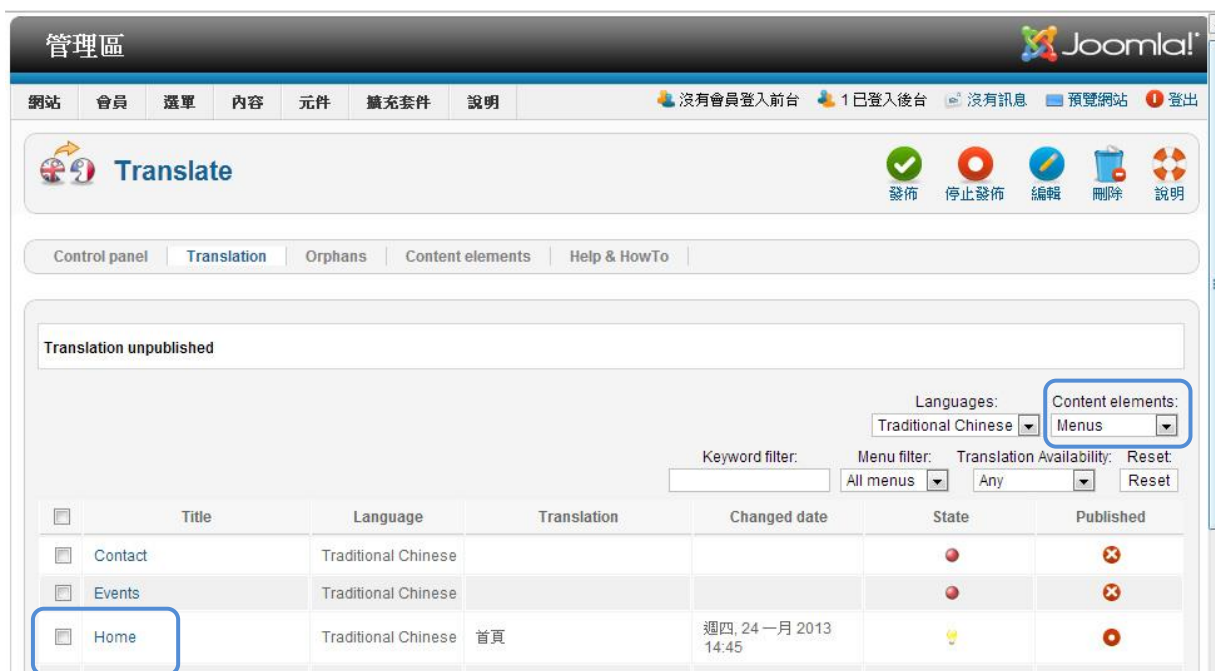 管理區
Joomla!
網站 會員 選單 內容 元件 擴充套件 說明 沒有會員登入前台 1 已登入後台 沒有訊息 預覽網站 登出
Translate
發佈 停止發佈 編輯 刪除 說明
Control panel Translation Orphans Content elements Help & HowTo
Translation unpublished
Languages: Content elements:
Traditional Chinese Menus
Keyword filter: Menu filter: Translation Availability: Reset:
All menus Any Reset
Title Language Translation Changed date State Published
Contact Traditional Chinese
Events Traditional Chinese
Home Traditional Chinese 首頁 週四, 24 一月 2013
14:45